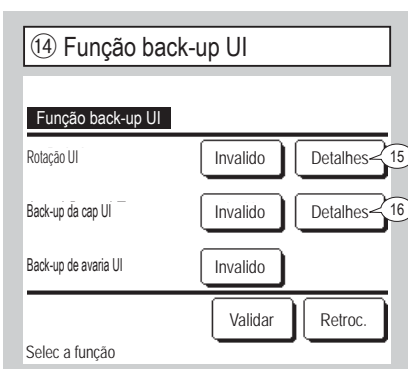 ⑭ Função back-up UI
Função back-up UI
Rotação UI Invalido Detalhes 15
Back-up da cap UI Invalido Detalhes 16
Back-up de avaria UI Invalido
Validar Retroc.
Selec a função